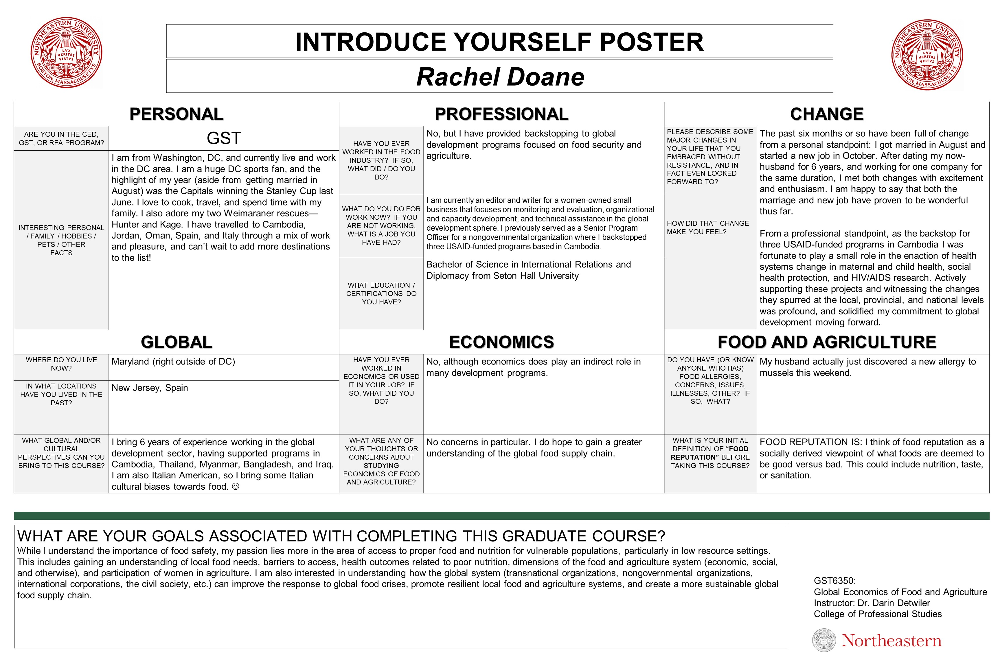 NORTHEASTERN UNIVERSITY
LVX
VERITAS
VIRTVS
FOUNDED AD 1898
BOSTON, MASSACHUSETTS
INTRODUCE YOURSELF POSTER
Rachel Doane
NORTHEASTERN UNIVERSITY
LVX
VERITAS
VIRTVS
FOUNDED AD 1898
BOSTON, MASSACHUSETTS
PERSONAL
ARE YOU IN THE CED,
GST, OR RFA PROGRAM?
GST
INTERESTING PERSONAL
/ FAMILY / HOBBIES /
PETS / OTHER
FACTS
I am from Washington, DC, and currently live and work
in the DC area. I am a huge DC sports fan, and the
highlight of my year (aside from getting married in
August) was the Capitals winning the Stanley Cup last
June. I love to cook, travel, and spend time with my
family. I also adore my two Weimaraner rescues—
Hunter and Kage. I have travelled to Cambodia,
Jordan, Oman, Spain, and Italy through a mix of work
and pleasure, and can’t wait to add more destinations
to the list!
PROFESSIONAL
HAVE YOU EVER
WORKED IN THE FOOD
INDUSTRY? IF SO,
WHAT DID / DO YOU
DO?
No, but I have provided backstopping to global
development programs focused on food security and
agriculture.
WHAT DO YOU DO FOR
WORK NOW? IF YOU
ARE NOT WORKING,
WHAT IS A JOB YOU
HAVE HAD?
I am currently an editor and writer for a women-owned small
business that focuses on monitoring and evaluation, organizational
and capacity development, and technical assistance in the global
development sphere. I previously served as a Senior Program
Officer for a nongovernmental organization where I backstopped
three USAID-funded programs based in Cambodia.
WHAT EDUCATION /
CERTIFICATIONS DO
YOU HAVE?
Bachelor of Science in International Relations and
Diplomacy from Seton Hall University
CHANGE
PLEASE DESCRIBE SOME
MAJOR CHANGES IN
YOUR LIFE THAT YOU
EMBRACED WITHOUT
RESISTANCE, AND IN
FACT EVEN LOOKED
FORWARD TO?
HOW DID THAT CHANGE
MAKE YOU FEEL?
The past six months or so have been full of change
from a personal standpoint: I got married in August and
started a new job in October. After dating my now-
husband for 6 years, and working for one company for
the same duration, I met both changes with excitement
and enthusiasm. I am happy to say that both the
marriage and new job have proven to be wonderful
thus far.
From a professional standpoint, as the backstop for
three USAID-funded programs in Cambodia I was
fortunate to play a small role in the enaction of health
systems change in maternal and child health, social
health protection, and HIV/AIDS research. Actively
supporting these projects and witnessing the changes
they spurred at the local, provincial, and national levels
was profound, and solidified my commitment to global
development moving forward.
GLOBAL
WHERE DO YOU LIVE
NOW?
Maryland (right outside of DC)
IN WHAT LOCATIONS
HAVE YOU LIVED IN THE
PAST?
New Jersey, Spain
WHAT GLOBAL AND/OR
CULTURAL
PERSPECTIVES CAN YOU
BRING TO THIS COURSE?
I bring 6 years of experience working in the global
development sector, having supported programs in
Cambodia, Thailand, Myanmar, Bangladesh, and Iraq.
I am also Italian American, so I bring some Italian
cultural biases towards food. ☺
ECONOMICS
HAVE YOU EVER
WORKED IN
ECONOMICS OR USED
IT IN YOUR JOB? IF
SO, WHAT DID YOU
DO?
No, although economics does play an indirect role in
many development programs.
WHAT ARE ANY OF
YOUR THOUGHTS OR
CONCERNS ABOUT
STUDYING
ECONOMICS OF FOOD
AND AGRICULTURE?
No concerns in particular. I do hope to gain a greater
understanding of the global food supply chain.
FOOD AND AGRICULTURE
DO YOU HAVE (OR KNOW
ANYONE WHO HAS)
FOOD ALLERGIES,
CONCERNS, ISSUES,
ILLNESSES, OTHER? IF
SO, WHAT?
My husband actually just discovered a new allergy to
mussels this weekend.
WHAT IS YOUR INITIAL
DEFINITION OF “FOOD
REPUTATION” BEFORE
TAKING THIS COURSE?
FOOD REPUTATION IS: I think of food reputation as a
socially derived viewpoint of what foods are deemed to
be good versus bad. This could include nutrition, taste,
or sanitation.
WHAT ARE YOUR GOALS ASSOCIATED WITH COMPLETING THIS GRADUATE COURSE?
While I understand the importance of food safety, my passion lies more in the area of access to proper food and nutrition for vulnerable populations, particularly in low resource settings.
This includes gaining an understanding of local food needs, barriers to access, health outcomes related to poor nutrition, dimensions of the food and agriculture system (economic, social,
and otherwise), and participation of women in agriculture. I am also interested in understanding how the global system (transnational organizations, nongovernmental organizations,
international corporations, the civil society, etc.) can improve the response to global food crises, promote resilient local food and agriculture systems, and create a more sustainable global
food supply chain.
GST6350:
Global Economics of Food and Agriculture
Instructor: Dr. Darin Detwiler
College of Professional Studies
Northeastern